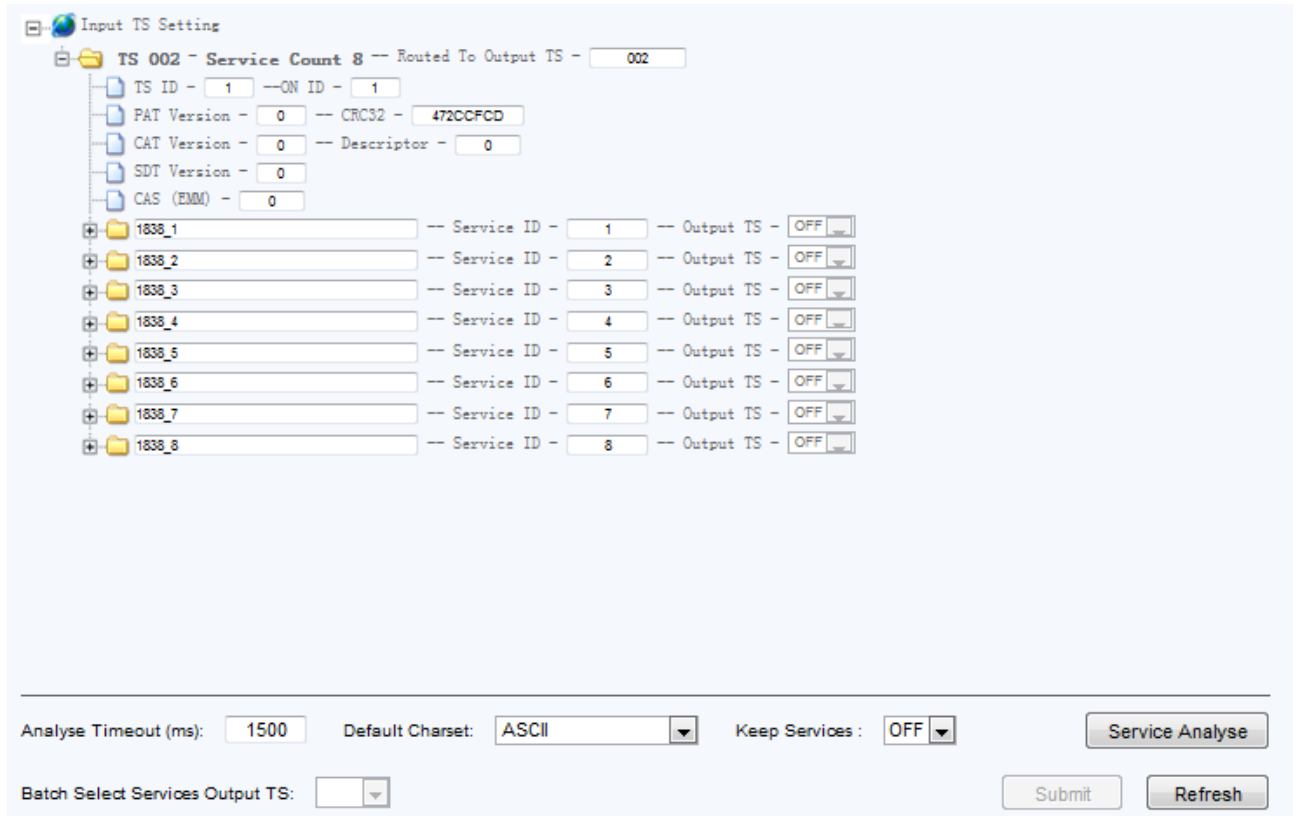 Input TS Setting
TS 002 - Service Count 8 -- Routed To Output TS - 002
TS ID - 1 --ON ID - 1
PAT Version - 0 -- CRC32 - 472CCFCD
CAT Version - 0 -- Descriptor - 0
SDT Version - 0
CAS (EMM) - 0
1838_1 -- Service ID - 1 -- Output TS - OFF
1838_2 -- Service ID - 2 -- Output TS - OFF
1838_3 -- Service ID - 3 -- Output TS - OFF
1838_4 -- Service ID - 4 -- Output TS - OFF
1838_5 -- Service ID - 5 -- Output TS - OFF
1838_6 -- Service ID - 6 -- Output TS - OFF
1838_7 -- Service ID - 7 -- Output TS - OFF
1838_8 -- Service ID - 8 -- Output TS - OFF
Analyse Timeout (ms): 1500 Default Charset: ASCII Keep Services : OFF Service Analyse
Batch Select Services Output TS: Submit Refresh